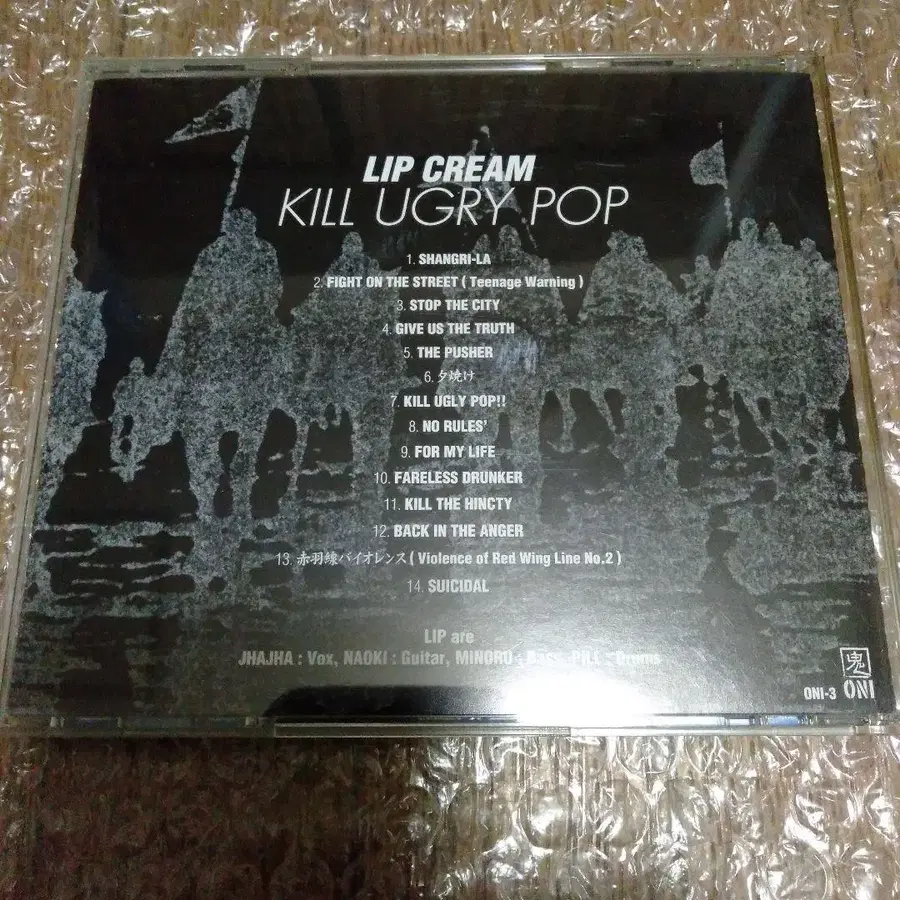 LIP CREAM
KILL UGRY POP
1. SHANGRI-LA
2. FIGHT ON THE STREET ( Teenage Warning )
3. STOP THE CITY
4. GIVE US THE TRUTH
5. THE PUSHER
6. 夕焼け
7. KILL UGLY POP!!
8. NO RULES'
9. FOR MY LIFE
10. FARELESS DRUNKER
11. KILL THE HINCTY
12. BACK IN THE ANGER
13. 赤羽線バイオレンス ( Violence of Red Wing Line No.2 )
14. SUICIDAL
LIP are
JHAJHA : Vox, NAOKI : Guitar, MINORU : Bass, PILL : Drums
鬼
ONI-3 ONI